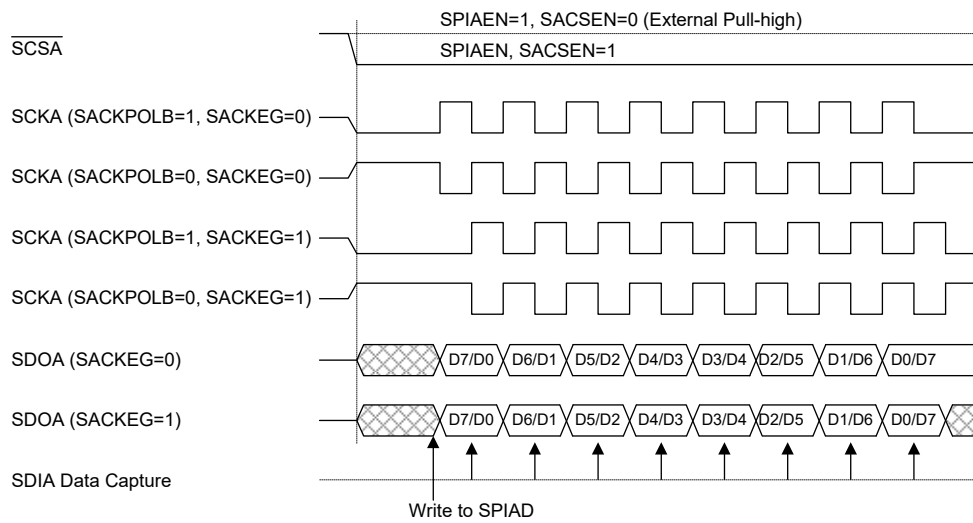 SPIAEN=1, SACSEN=0 (External Pull-high)
SCSA
SPIAEN, SACSEN=1
SCKA (SACKPOLB=1, SACKEG=0)
SCKA (SACKPOLB=0, SACKEG=0)
SCKA (SACKPOLB=1, SACKEG=1)
SCKA (SACKPOLB=0, SACKEG=1)
SDOA (SACKEG=0) D7/D0 D6/D1 D5/D2 D4/D3 D3/D4 D2/D5 D1/D6 D0/D7
SDOA (SACKEG=1) D7/D0 D6/D1 D5/D2 D4/D3 D3/D4 D2/D5 D1/D6 D0/D7
SDIA Data Capture
Write to SPIAD